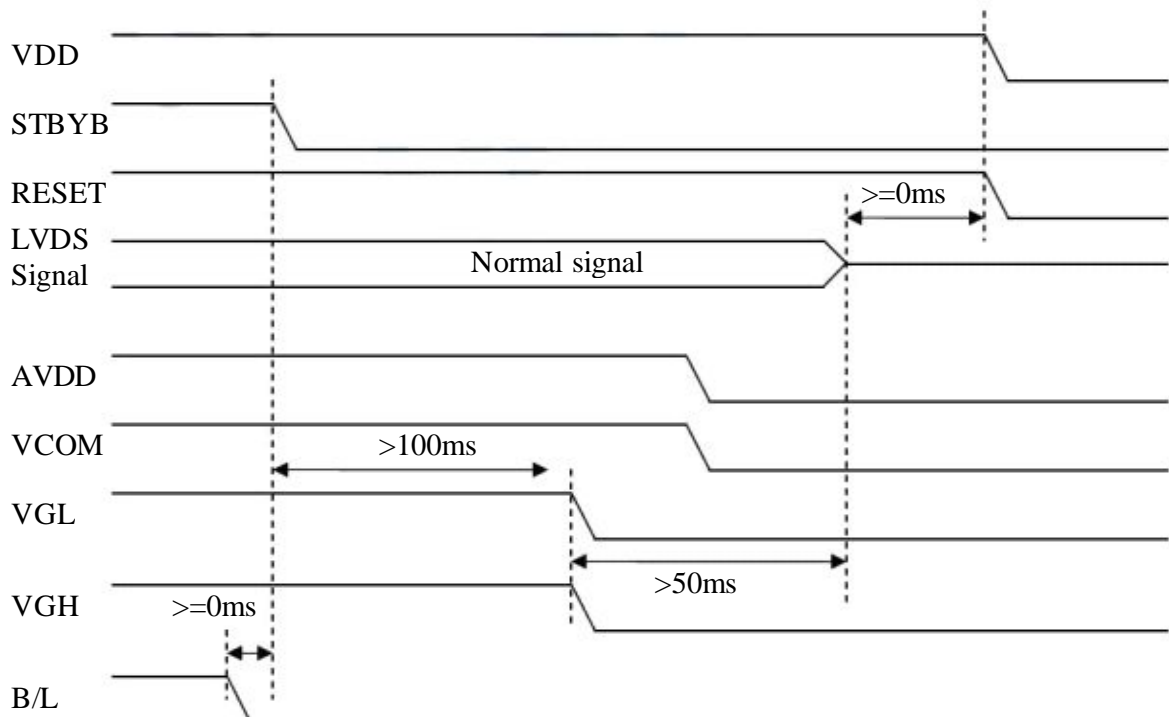 VDD
STBYB
RESET
>=0ms
LVDS
Signal
Normal signal
AVDD
VCOM
>100ms
VGL
>50ms
VGH
>=0ms
B/L